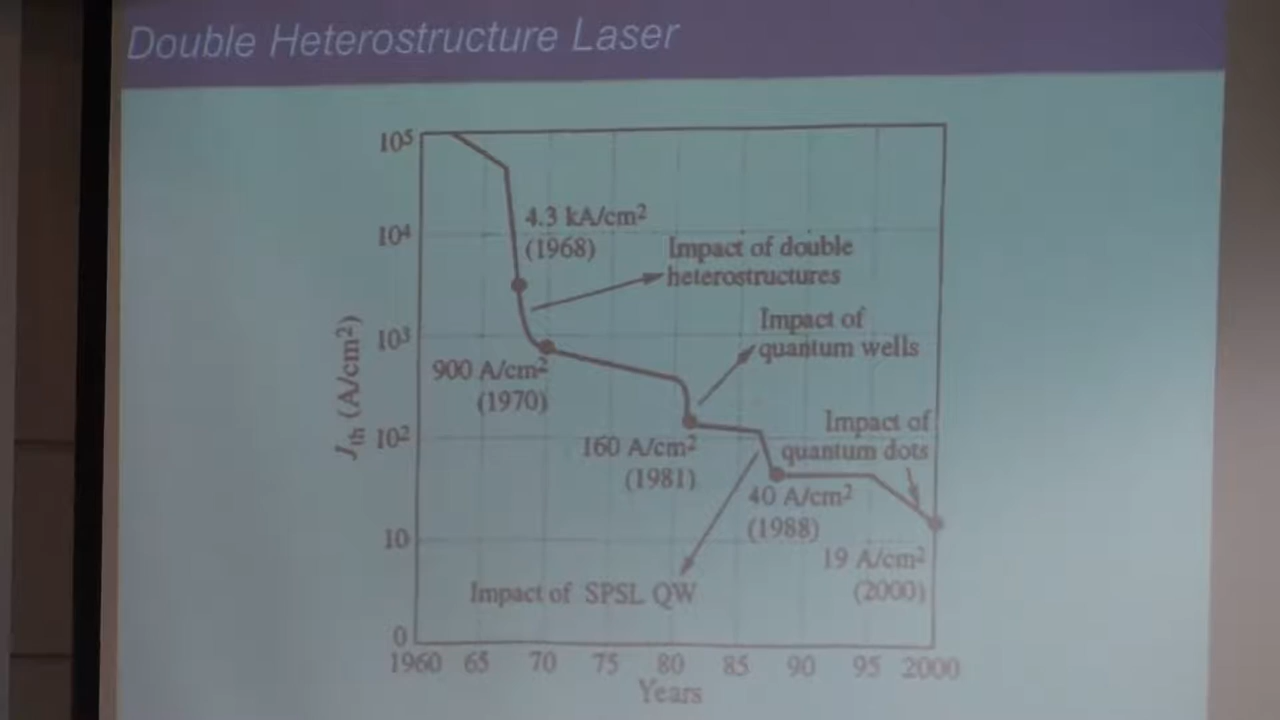 Double Heterostructure Laser
10⁵
10⁴
10³
10²
10
0
J_th (A/cm²)
4.3 kA/cm²
(1968)
Impact of double
heterostructures
Impact of
quantum wells
900 A/cm²
(1970)
Impact of
quantum dots
160 A/cm²
(1981)
40 A/cm²
(1988)
19 A/cm²
(2000)
Impact of SPSL QW
1960 65 70 75 80 85 90 95 2000
Years